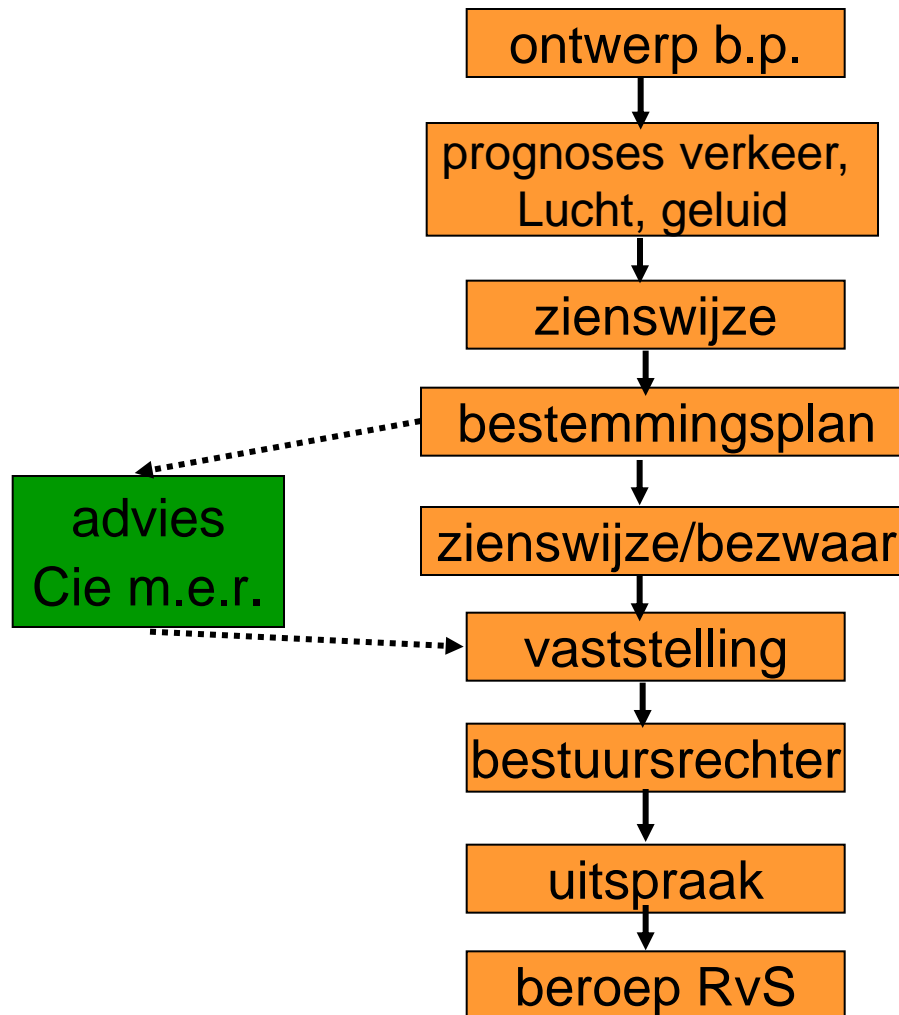 ontwerp b.p.
prognoses verkeer,
Lucht, geluid
zienswijze
bestemmingsplan
advies
Cie m.e.r.
zienswijze/bezwaar
vaststelling
bestuursrechter
uitspraak
beroep RvS